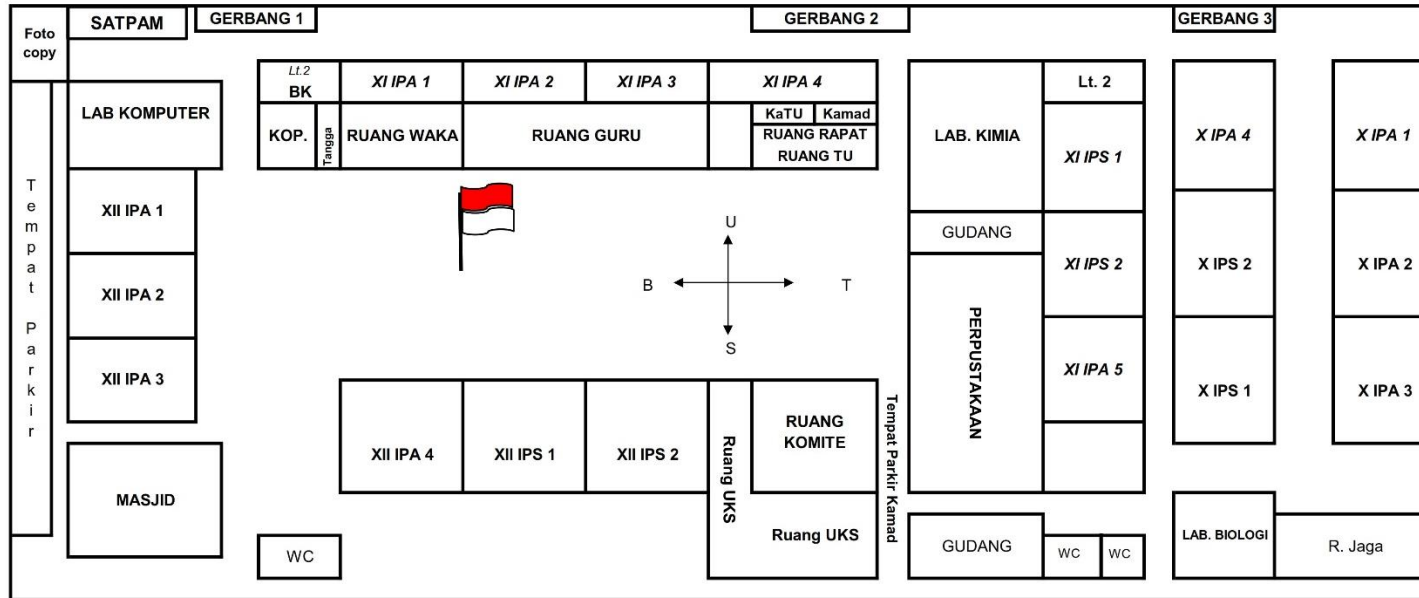 Foto
copy
SATPAM
GERBANG 1
GERBANG 2
GERBANG 3
Lt.2
BK
XI IPA 1
XI IPA 2
XI IPA 3
XI IPA 4
LAB KOMPUTER
KOP.
Tangga
RUANG WAKA
RUANG GURU
KaTU
Kamad
RUANG RAPAT
RUANG TU
LAB. KIMIA
Lt. 2
XI IPS 1
X IPA 4
X IPA 1
Tempat Parkir
XII IPA 1
XII IPA 2
XII IPA 3
MASJID
U
B
T
S
GUDANG
XI IPS 2
X IPS 2
X IPA 2
PERPUSTAKAAN
XI IPA 5
X IPS 1
X IPA 3
XII IPA 4
XII IPS 1
XII IPS 2
Ruang UKS
RUANG
KOMITE
Tempat Parkir Kamad
Ruang UKS
WC
GUDANG
WC
WC
LAB. BIOLOGI
R. Jaga